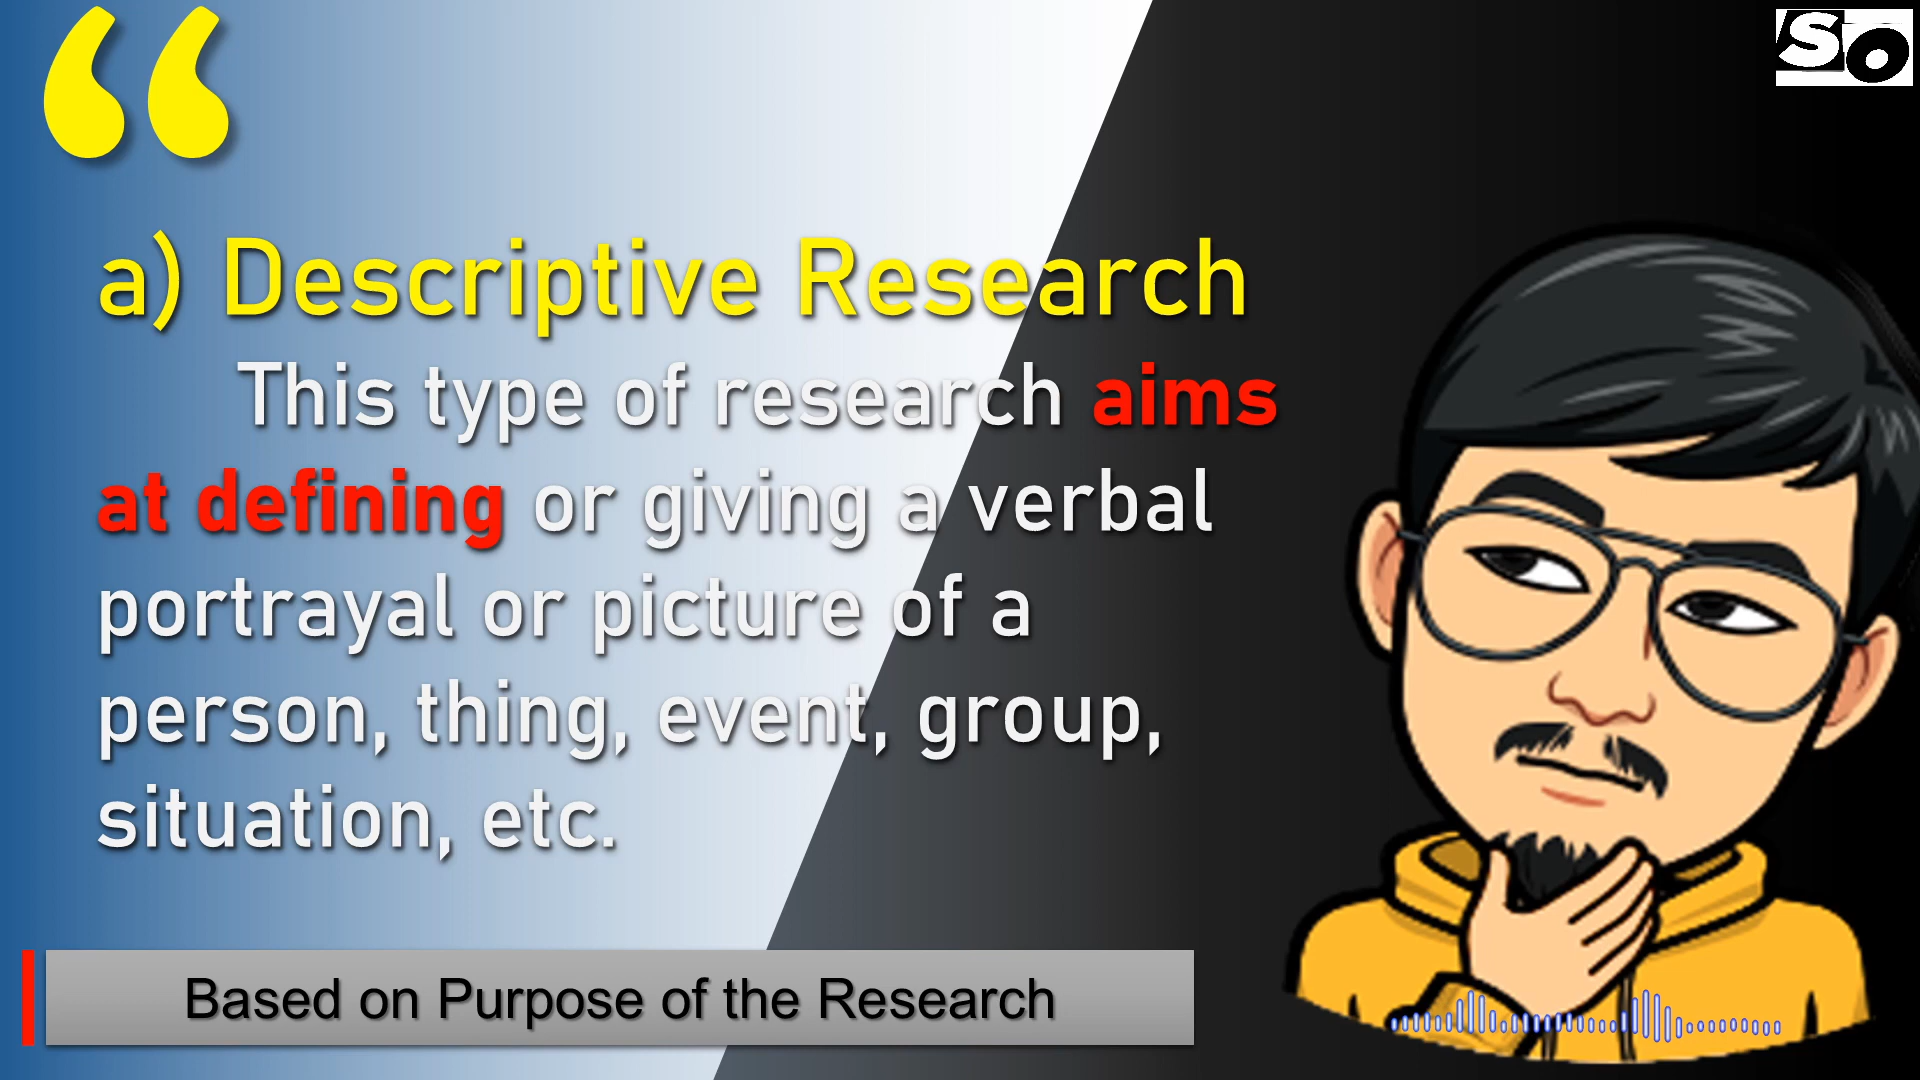 SO
“
a) Descriptive Research
This type of research aims
at defining or giving a verbal
portrayal or picture of a
person, thing, event, group,
situation, etc.
Based on Purpose of the Research